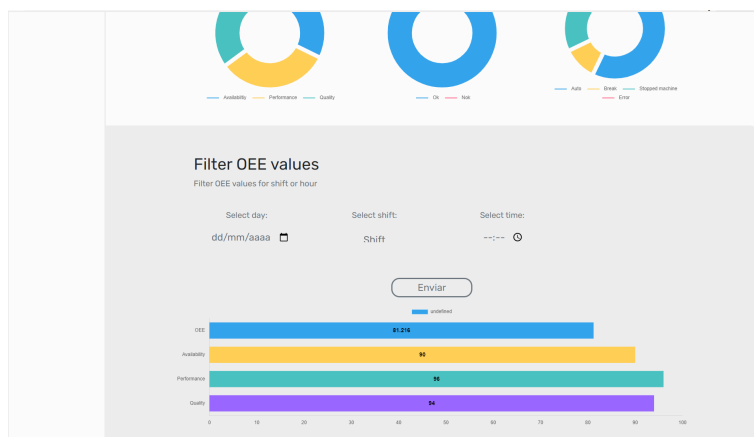 Availability Performance Quality
Ok Nok
Auto Break Stopped machine
Error
Filter OEE values
Filter OEE values for shift or hour
Select day: Select shift: Select time:
dd/mm/aaaa Shift --:--
Enviar
undefined
OEE 81.216
Availability 90
Performance 96
Quality 94
0 10 20 30 40 50 60 70 80 90 100